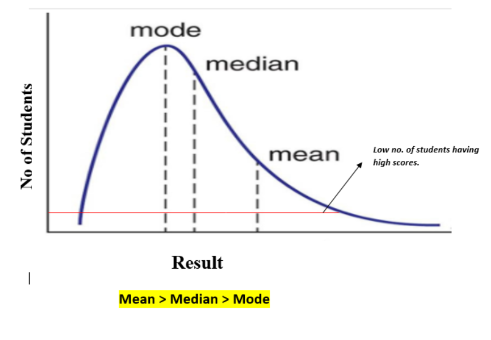 mode
median
mean
Low no. of students having
high scores.
No of Students
Result
Mean > Median > Mode